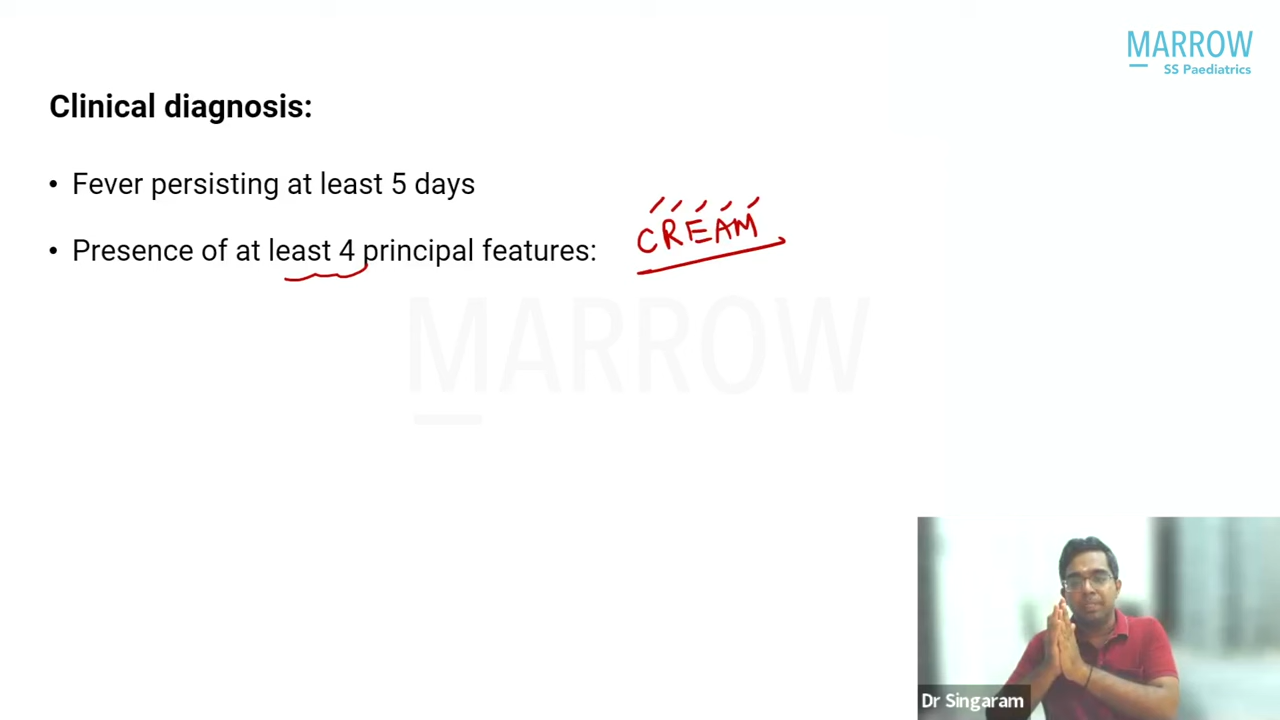 MARROW
SS Paediatrics
Clinical diagnosis:
• Fever persisting at least 5 days
CREAM
• Presence of at least 4 principal features:
MARROW
Dr Singaram